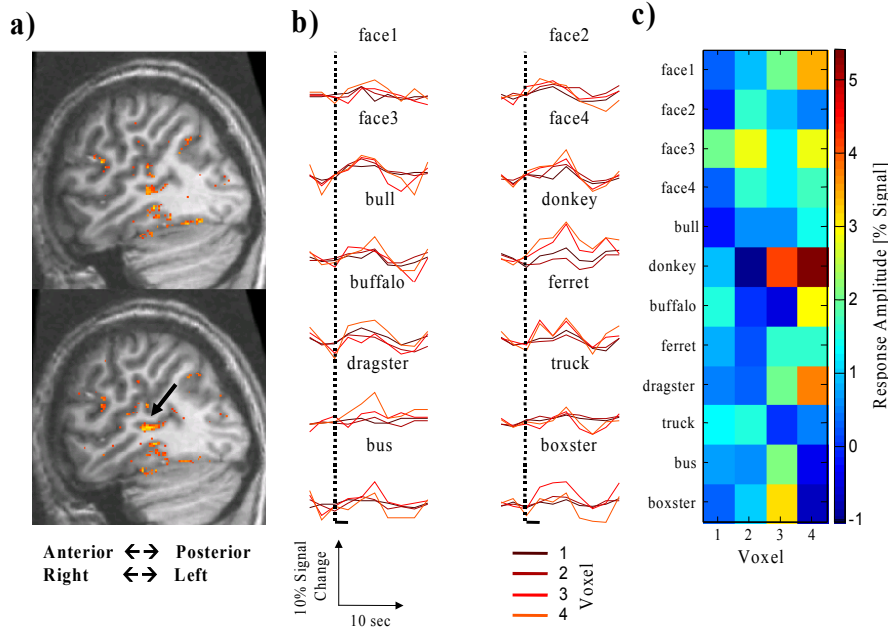 a)
Anterior <--> Posterior
Right <--> Left
b)
face1 face2
face3 face4
bull donkey
buffalo ferret
dragster truck
bus boxster
10% Signal
Change
10 sec
1
2
3
4
Voxel
c)
face1
face2
face3
face4
bull
donkey
buffalo
ferret
dragster
truck
bus
boxster
1 2 3 4
Voxel
5
4
3
2
1
0
-1
Response Amplitude [% Signal]